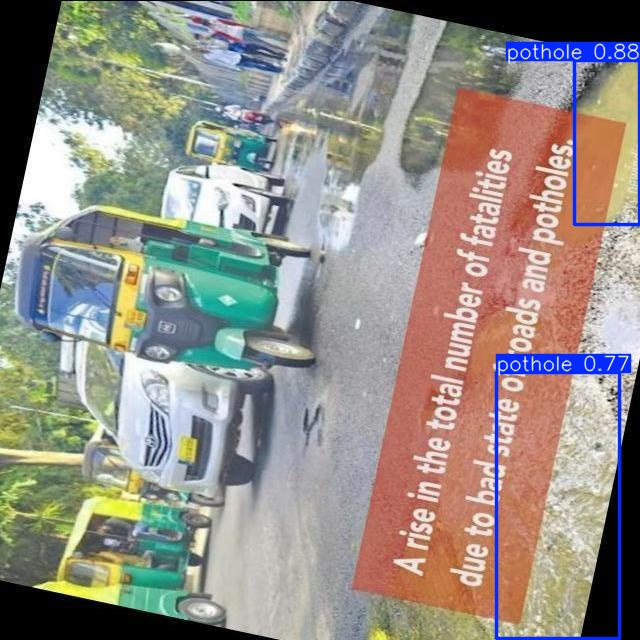 pothole 0.88
A rise in the total number of fatalities
due to bad state of roads and potholes.
pothole 0.77